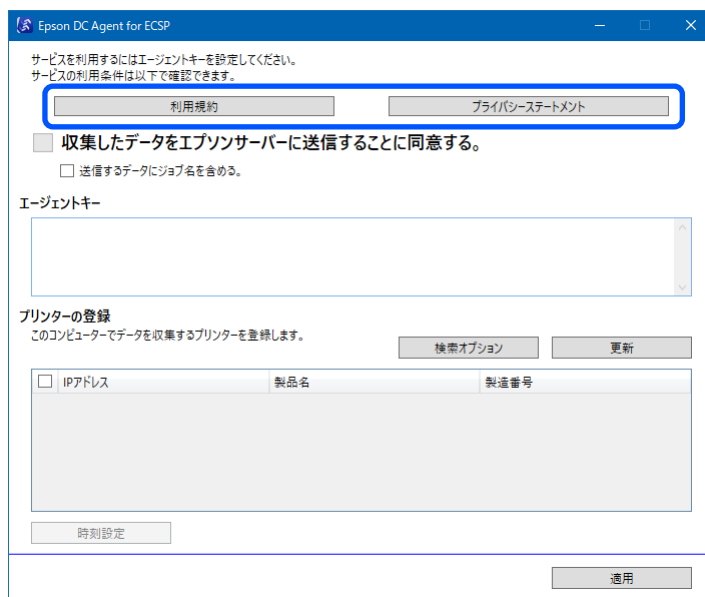 Epson DC Agent for ECSP
サービスを利用するにはエージェントキーを設定してください。
サービスの利用条件は以下で確認できます。
利用規約 プライバシーステートメント
収集したデータをエプソンサーバーに送信することに同意する。
送信するデータにジョブ名を含める。
エージェントキー
プリンターの登録
このコンピューターでデータを収集するプリンターを登録します。
検索オプション 更新
IPアドレス 製品名 製造番号
時刻設定
適用